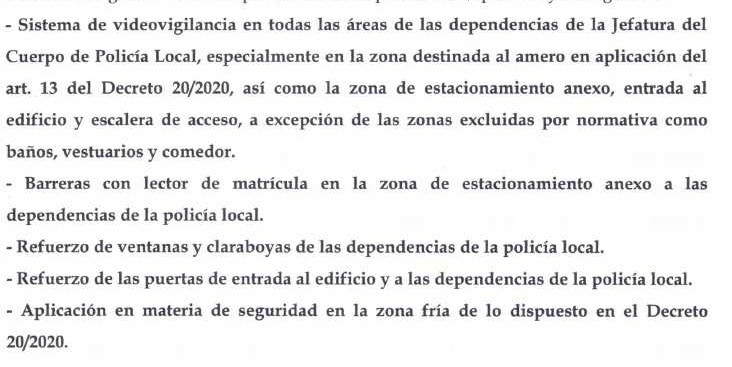 - Sistema de videovigilancia en todas las áreas de las dependencias de la Jefatura del
Cuerpo de Policía Local, especialmente en la zona destinada al amero en aplicación del
art. 13 del Decreto 20/2020, así como la zona de estacionamiento anexo, entrada al
edificio y escalera de acceso, a excepción de las zonas excluidas por normativa como
baños, vestuarios y comedor.
- Barreras con lector de matrícula en la zona de estacionamiento anexo a las
dependencias de la policía local.
- Refuerzo de ventanas y claraboyas de las dependencias de la policía local.
- Refuerzo de las puertas de entrada al edificio y a las dependencias de la policía local.
- Aplicación en materia de seguridad en la zona fría de lo dispuesto en el Decreto
20/2020.